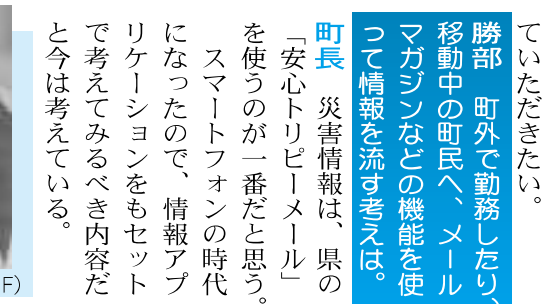 ていただきたい。
勝部　町外で勤務したり、
移動中の町民へ、メール
マガジンなどの機能を使
って情報を流す考えは。
町長　災害情報は、県の
「安心トリピーメール」
を使うのが一番だと思う。
　スマートフォンの時代
になったので、情報アプ
リケーションをもセット
で考えてみるべき内容だ
と今は考えている。
F）